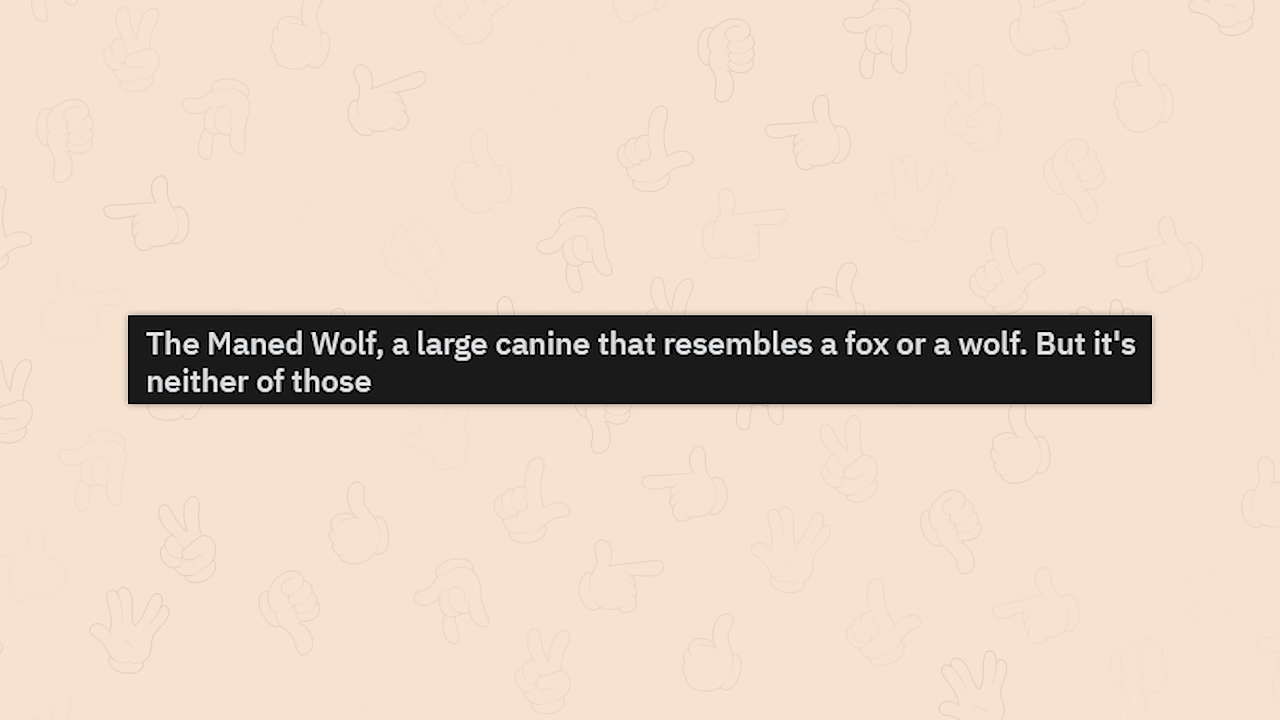 The Maned Wolf, a large canine that resembles a fox or a wolf. But it's
neither of those